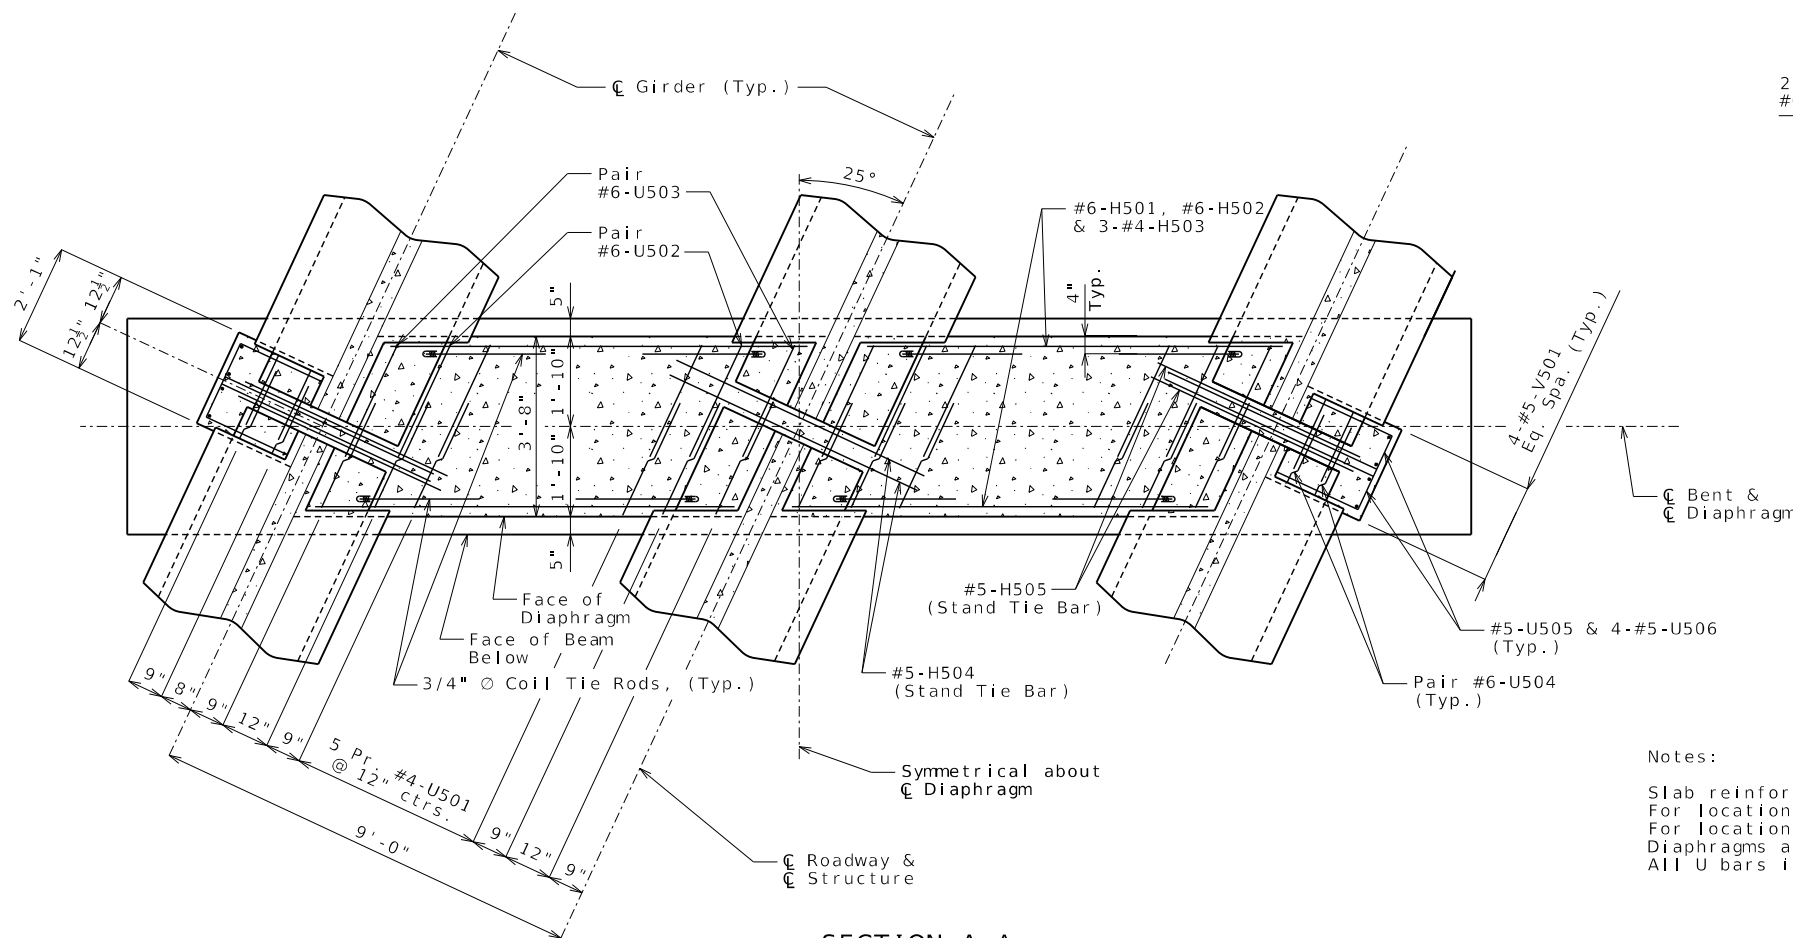 ℄ Girder (Typ.)
2
#
Pair
#6-U503
25°
#6-H501, #6-H502
& 3-#4-H503
Pair
#6-U502
2'-1"
12½"
12½"
5"
4"
Typ.
1'-10"
3'-8"
1'-10"
5"
4-#5-V501
Eq. Spa. (Typ.)
℄ Bent &
℄ Diaphragm
#5-H505
(Stand Tie Bar)
Face of
Diaphragm
Face of Beam
Below
#5-U505 & 4-#5-U506
(Typ.)
#5-H504
(Stand Tie Bar)
3/4" Ø Coil Tie Rods, (Typ.)
Pair #6-U504
(Typ.)
9"
8"
9"
12"
9"
5 Pr. #4-U501
@ 12" ctrs.
9"
12"
9"
9'-0"
Symmetrical about
℄ Diaphragm
℄ Roadway &
℄ Structure
Notes:
Slab reinfor
For location
For location
Diaphragms a
All U bars i
SECTION A-A